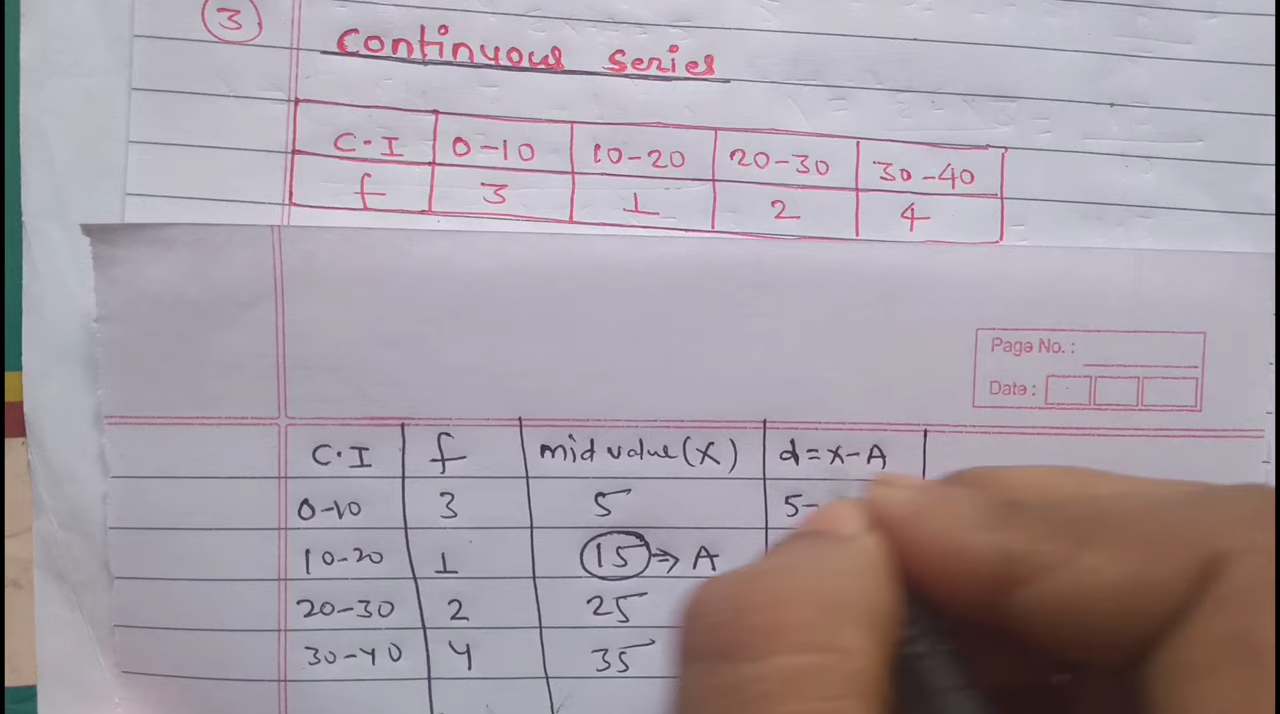 3
continuous series
C.I 0-10 10-20 20-30 30-40
f 3 1 2 4
Page No. :
Date :
C.I f mid value (x) d=x-A
0-10 3 5 5-
10-20 1 15 ⇒ A
20-30 2 25
30-40 4 35